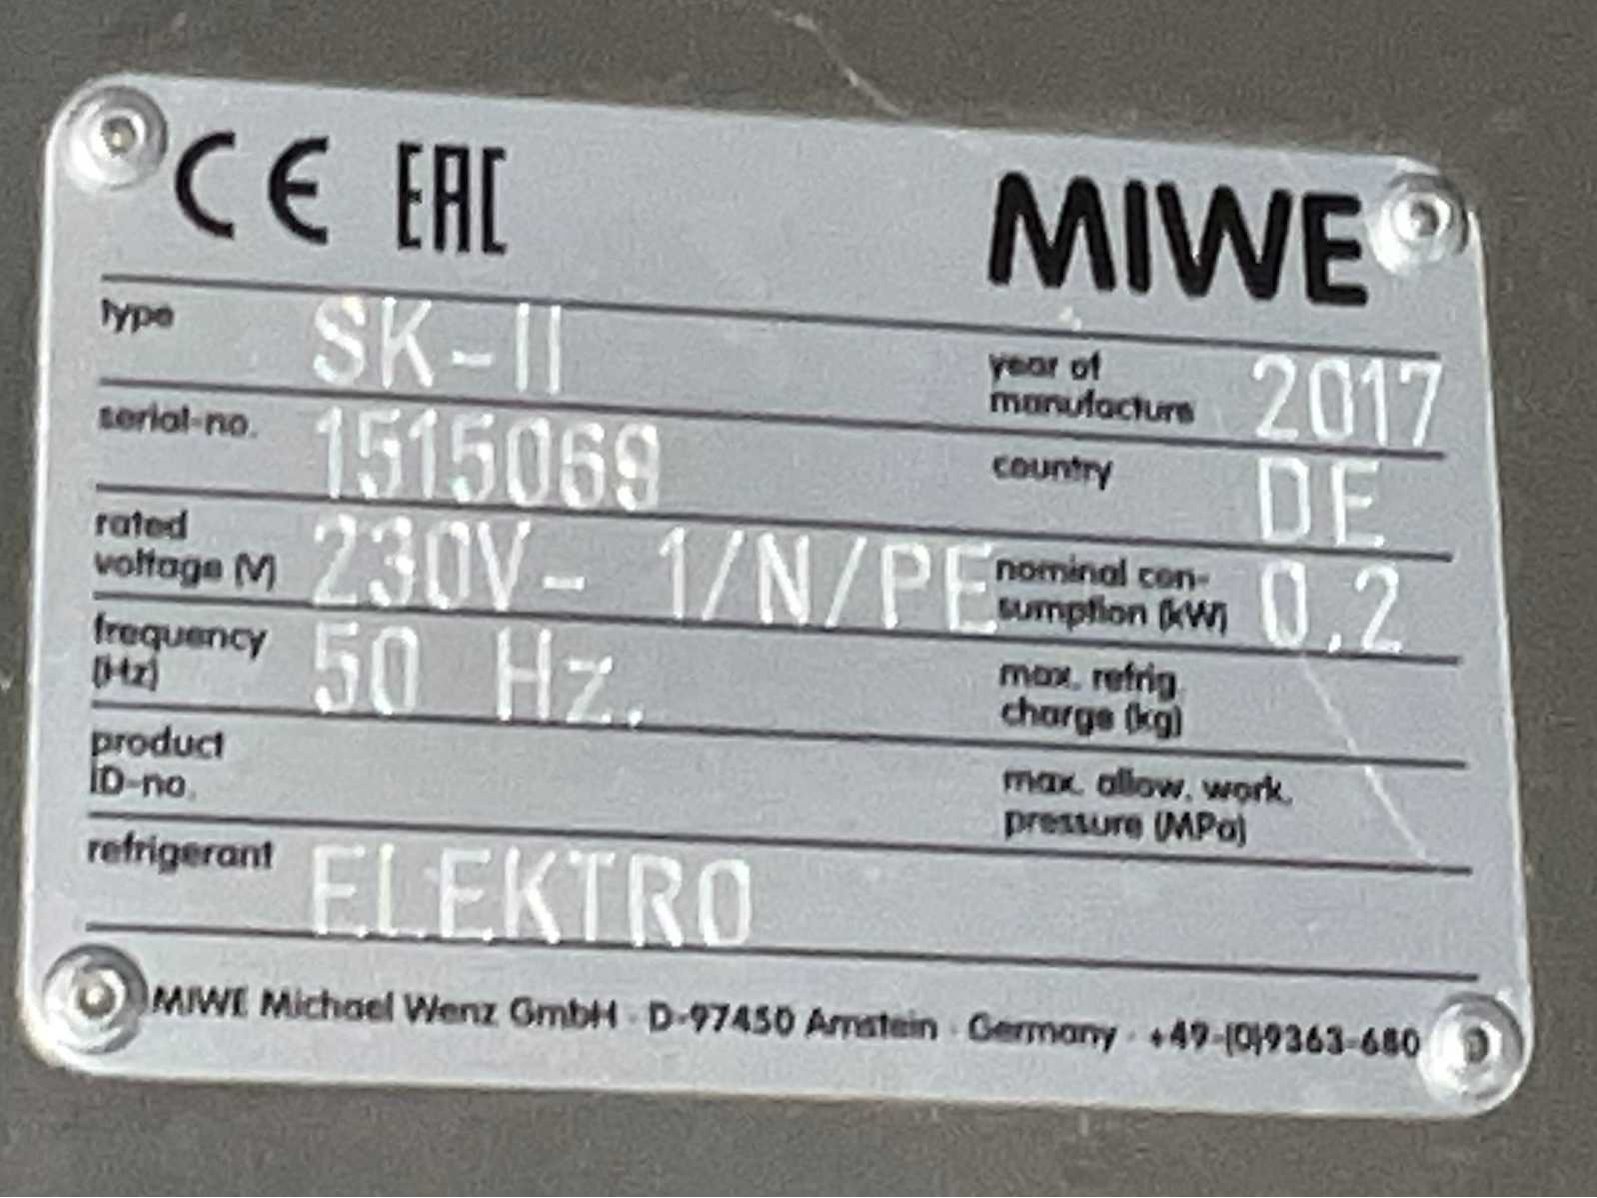 CE EAC MIWE
type SK-II year of manufacture 2017
serial-no. 1515069 country DE
rated voltage (V) 230V- 1/N/PE nominal con-sumption (kW) 0,2
frequency (Hz) 50 Hz. max. refrig. charge (kg)
product ID-no. max. allow. work. pressure (MPa)
refrigerant ELEKTRO
MIWE Michael Wenz GmbH · D-97450 Arnstein · Germany · +49-(0)9363-680